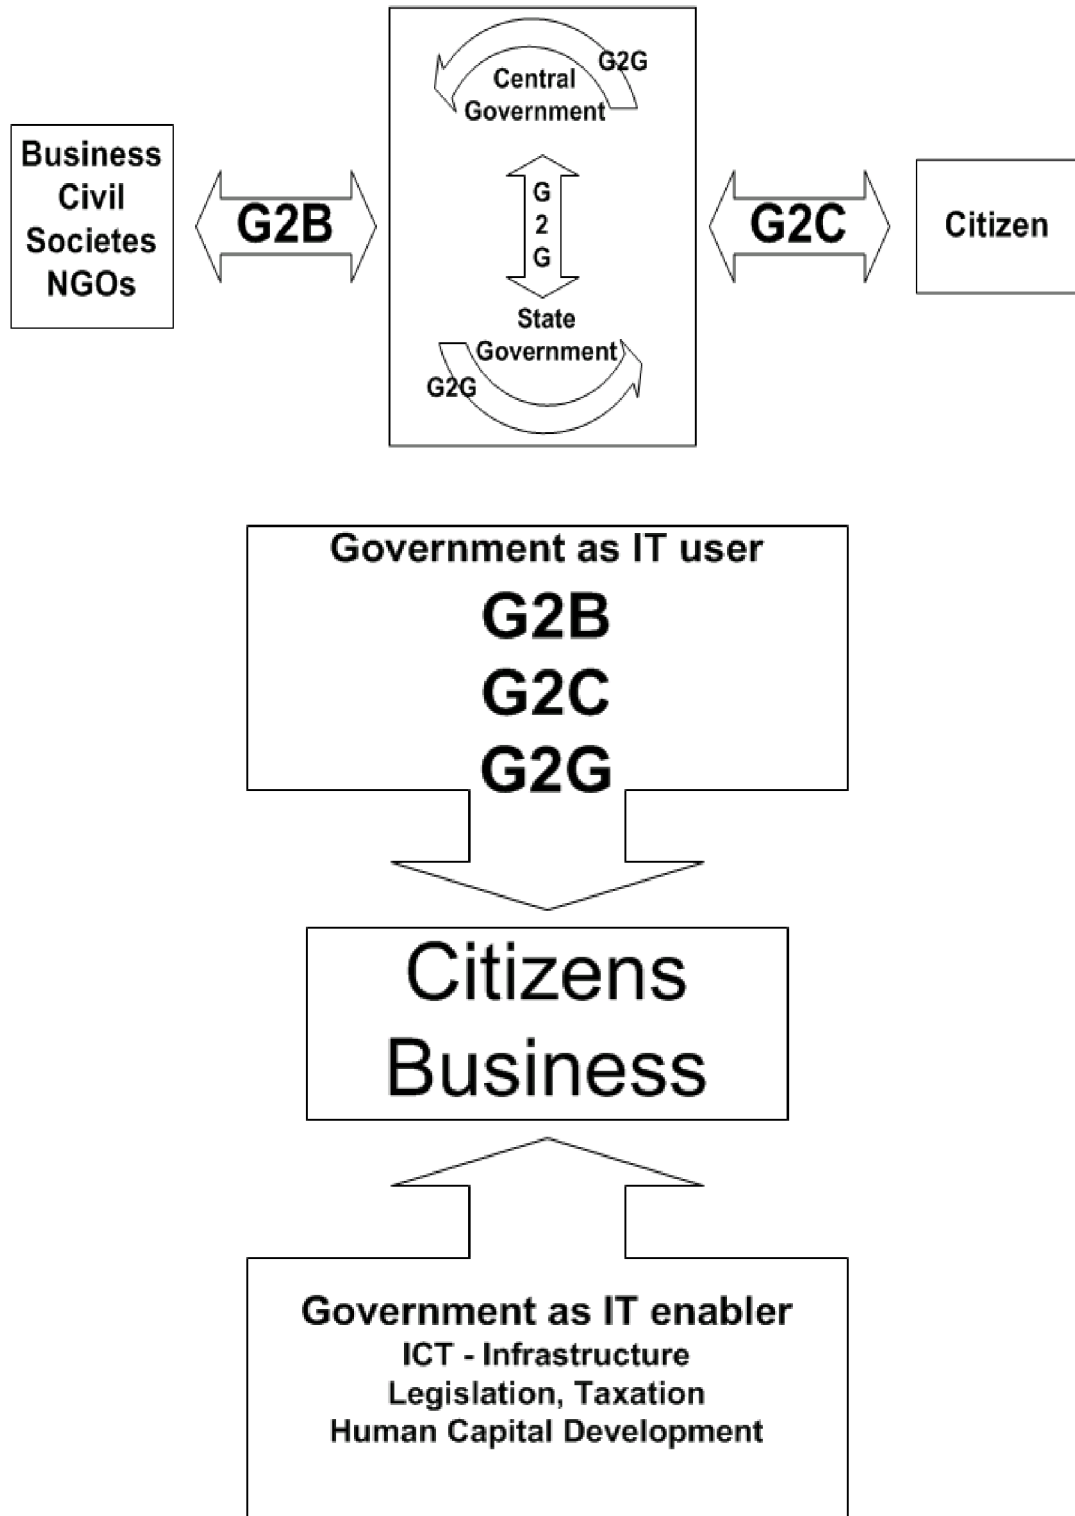 G2G
Central
Government
Business
Civil
Societes
NGOs
G2B
G
2
G
G2C
Citizen
State
Government
G2G
Government as IT user
G2B
G2C
G2G
Citizens
Business
Government as IT enabler
ICT - Infrastructure
Legislation, Taxation
Human Capital Development